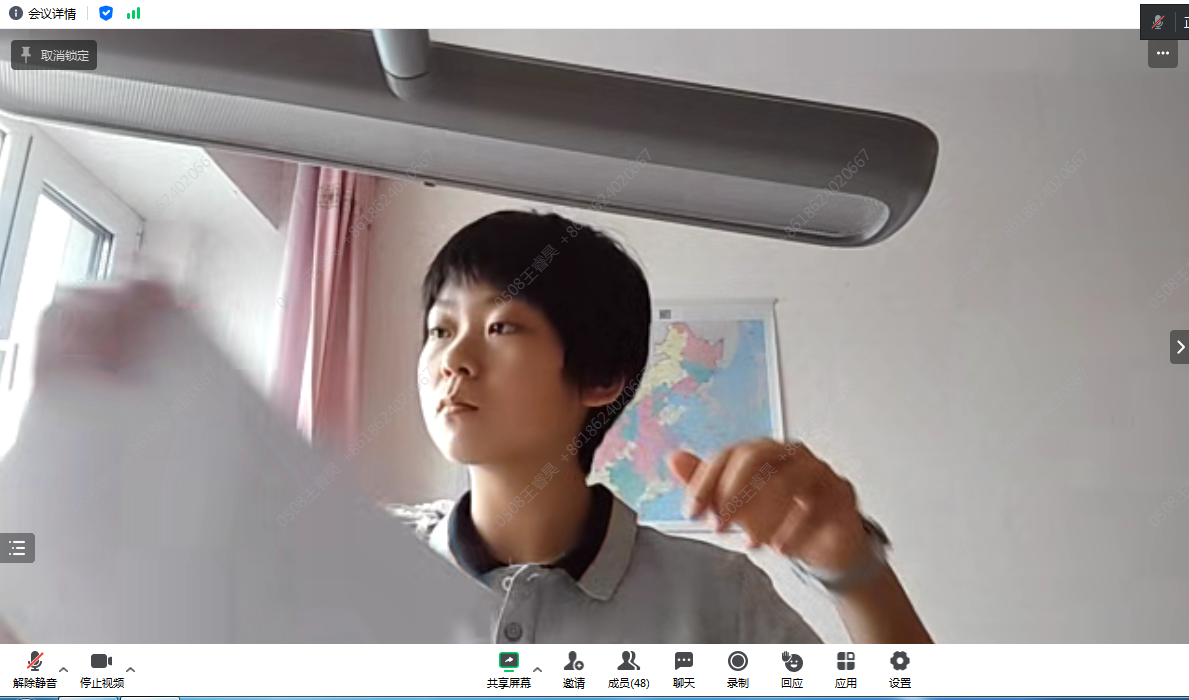 会议详情
取消锁定
0508王睿昊 +8618624020667
解除静音
停止视频
共享屏幕
邀请
成员(48)
聊天
录制
回应
应用
设置